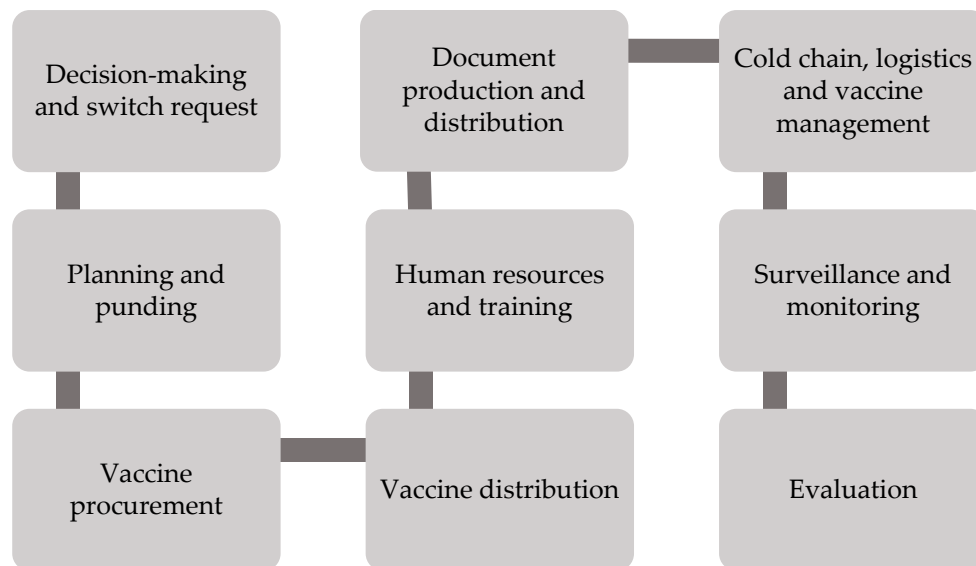 Decision-making
and switch request
Planning and
punding
Vaccine
procurement
Vaccine distribution
Human resources
and training
Document
production and
distribution
Cold chain, logistics
and vaccine
management
Surveillance and
monitoring
Evaluation